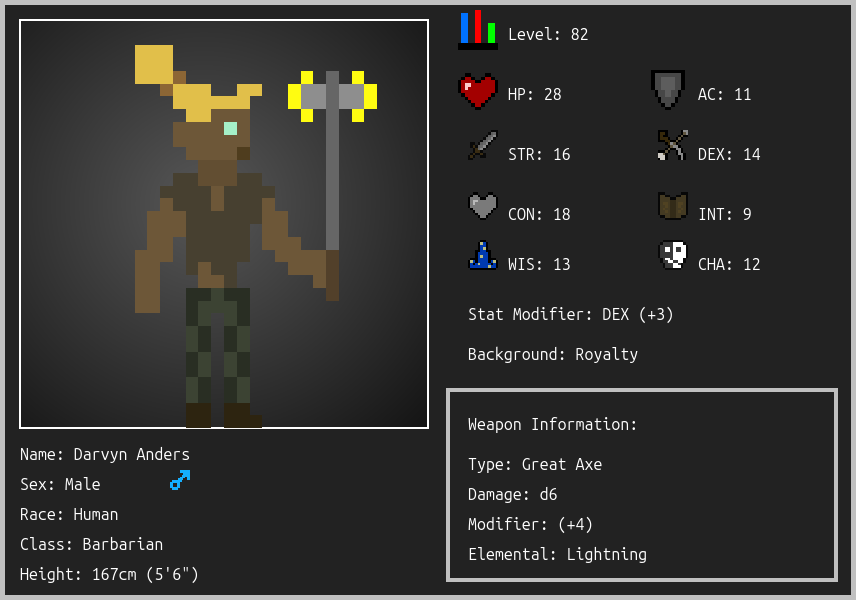 Level: 82
HP: 28
AC: 11
STR: 16
DEX: 14
CON: 18
INT: 9
WIS: 13
CHA: 12
Stat Modifier: DEX (+3)
Background: Royalty
Weapon Information:
Type: Great Axe
Damage: d6
Modifier: (+4)
Elemental: Lightning
Name: Darvyn Anders
Sex: Male
Race: Human
Class: Barbarian
Height: 167cm (5'6")